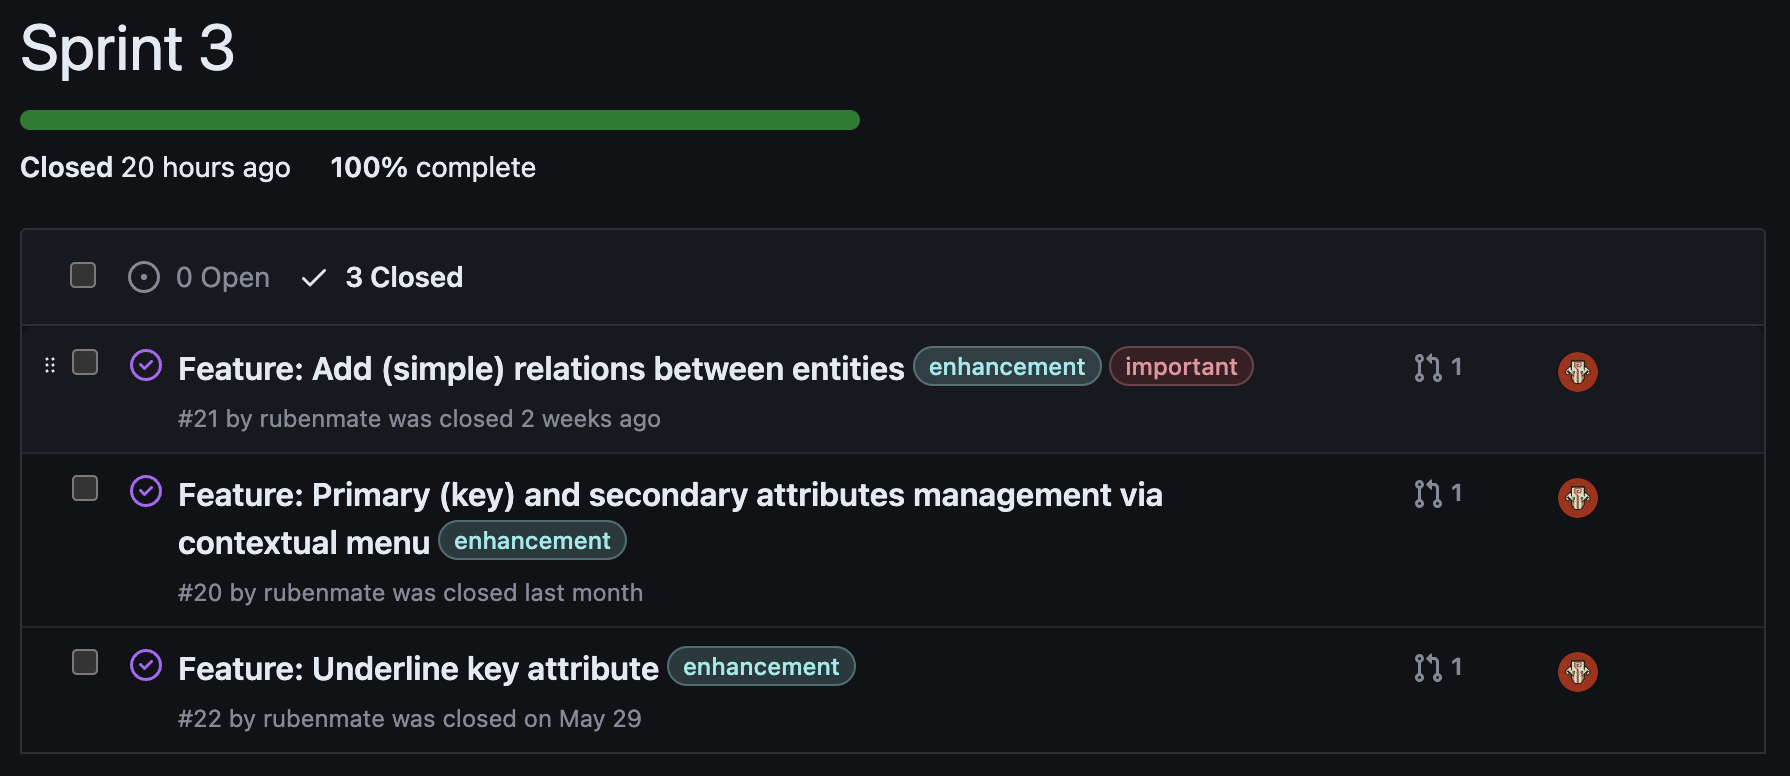 Sprint 3
Closed 20 hours ago 100% complete
0 Open 3 Closed
Feature: Add (simple) relations between entities enhancement important 1
#21 by rubenmate was closed 2 weeks ago
Feature: Primary (key) and secondary attributes management via 1
contextual menu enhancement
#20 by rubenmate was closed last month
Feature: Underline key attribute enhancement 1
#22 by rubenmate was closed on May 29